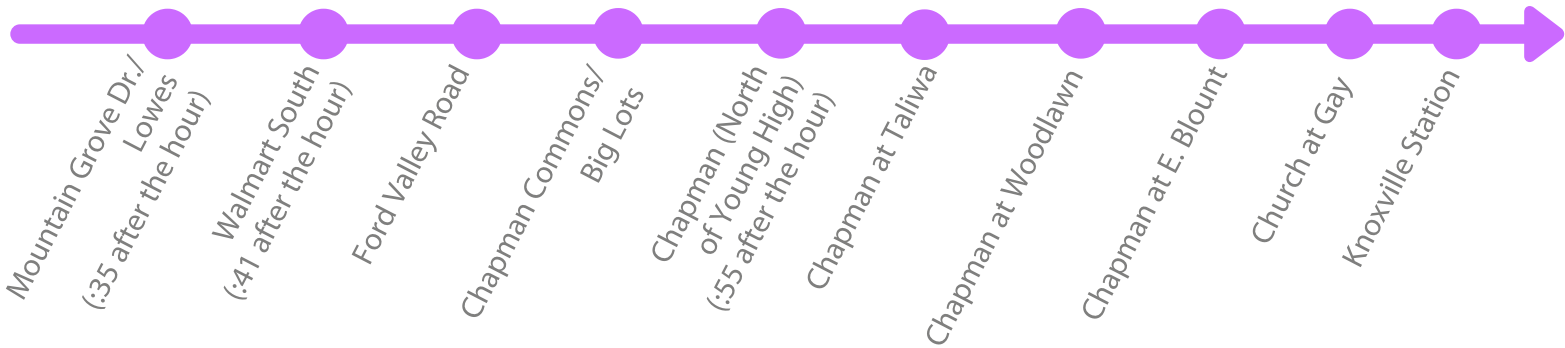 Mountain Grove Dr./
Lowes
(:35 after the hour)
Walmart South
(:41 after the hour)
Ford Valley Road
Chapman Commons/
Big Lots
Chapman (North
of Young High)
(:55 after the hour)
Chapman at Taliwa
Chapman at Woodlawn
Chapman at E. Blount
Church at Gay
Knoxville Station